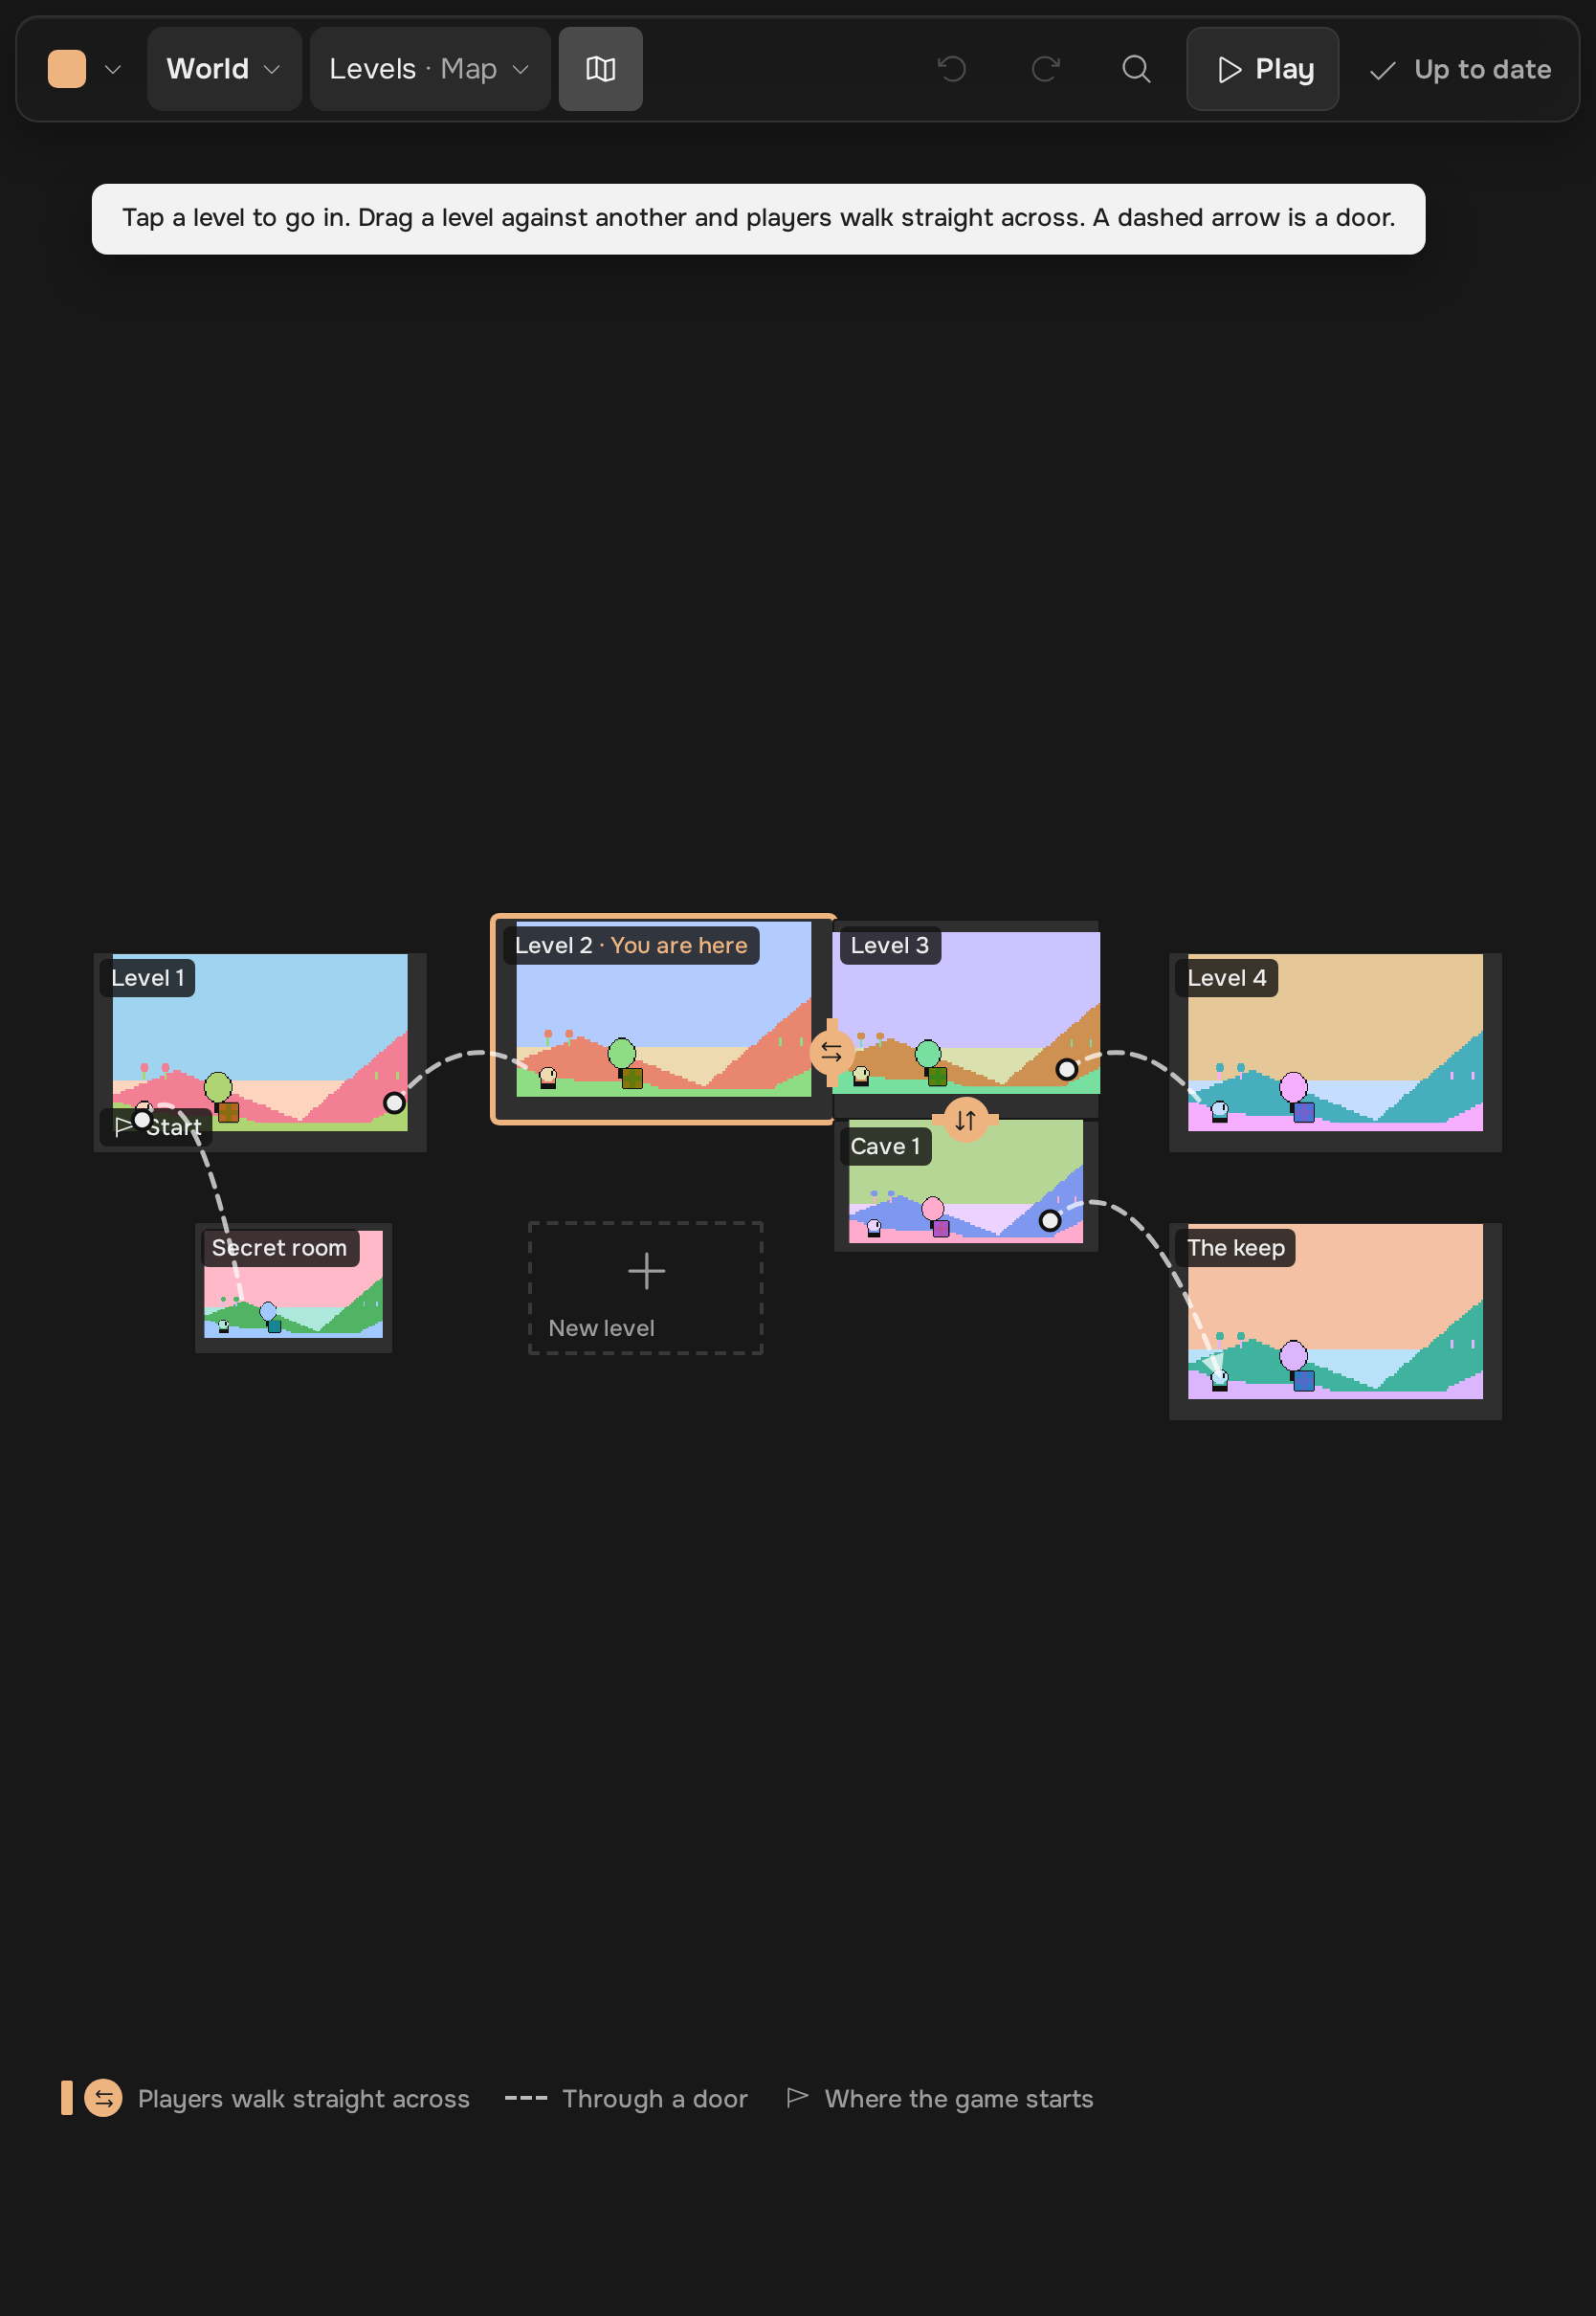 World
Levels · Map
Play
Up to date
Tap a level to go in. Drag a level against another and players walk straight across. A dashed arrow is a door.
Level 1
Start
Level 2 · You are here
Level 3
Level 4
Cave 1
Secret room
New level
The keep
Players walk straight across
Through a door
Where the game starts